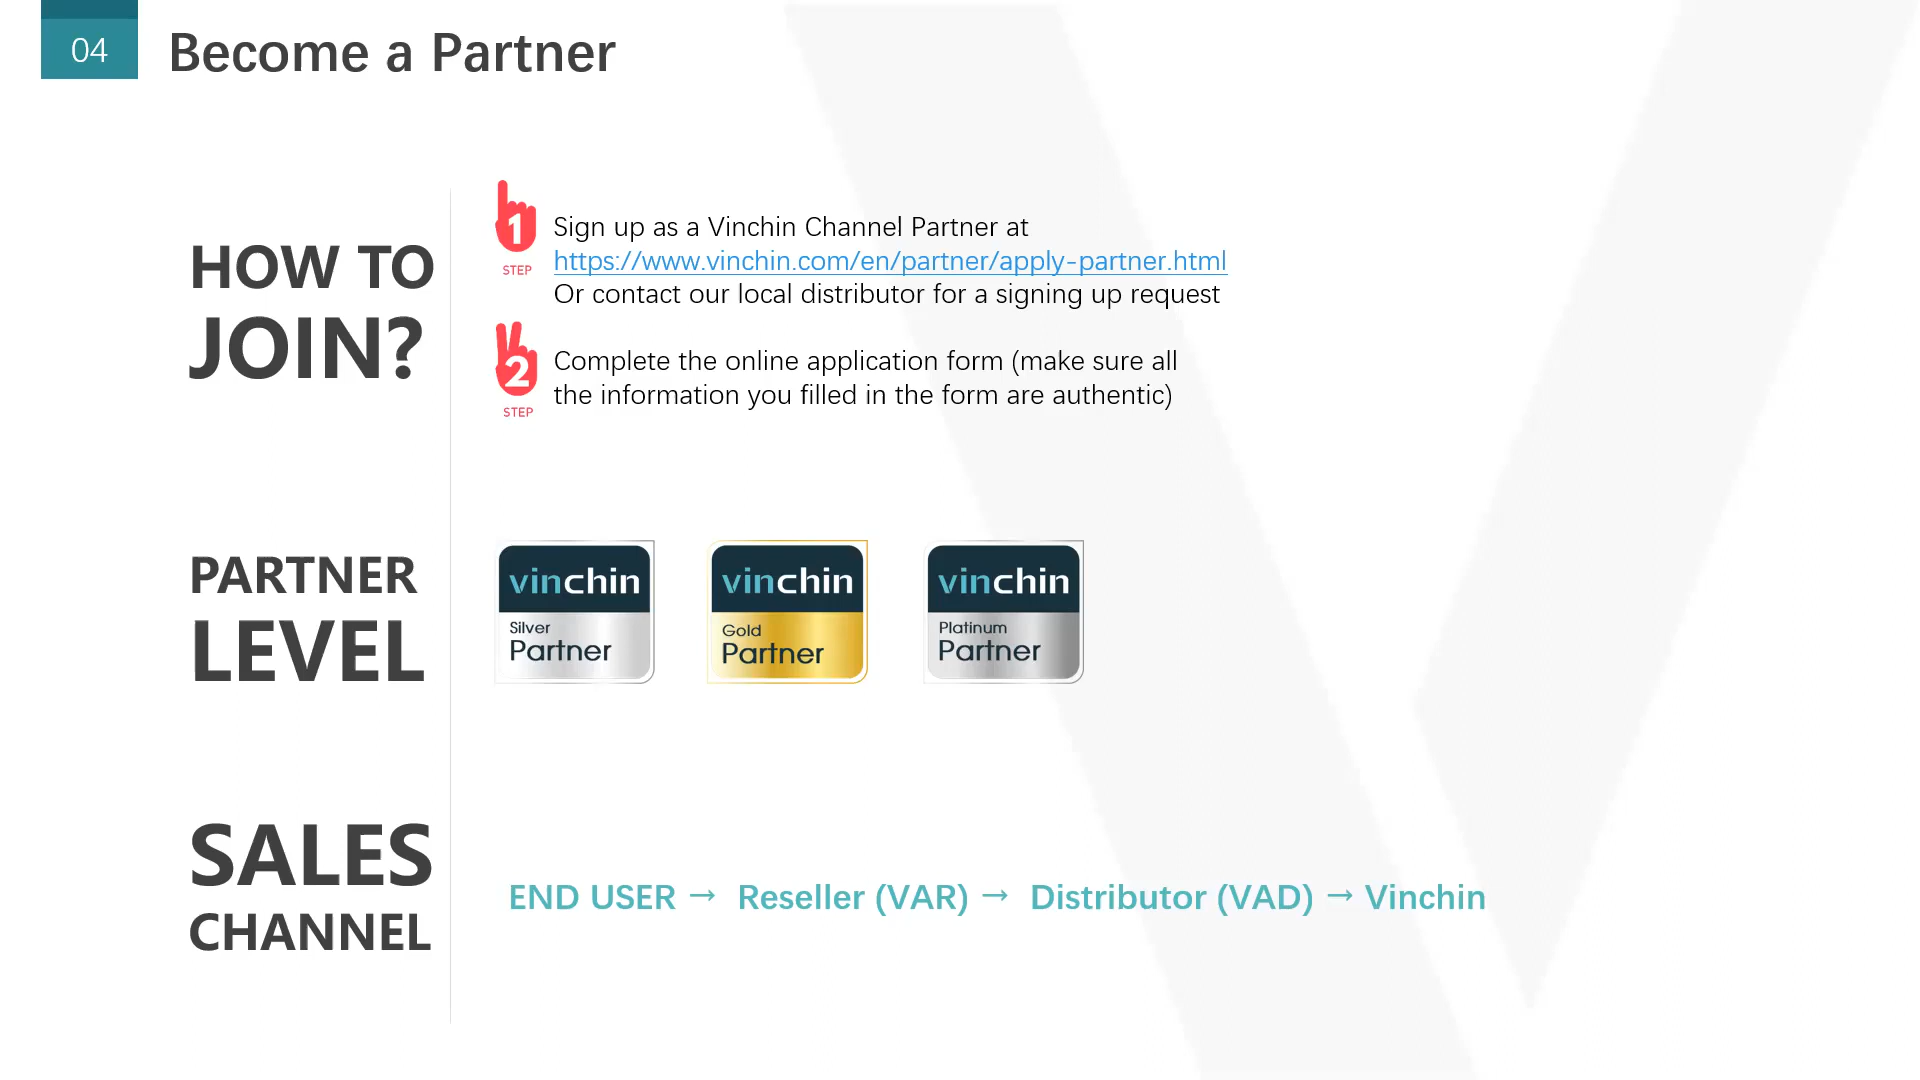 04
Become a Partner
HOW TO
JOIN?
1
STEP
Sign up as a Vinchin Channel Partner at
https://www.vinchin.com/en/partner/apply-partner.html
Or contact our local distributor for a signing up request
2
STEP
Complete the online application form (make sure all
the information you filled in the form are authentic)
PARTNER
LEVEL
vinchin
Silver
Partner
vinchin
Gold
Partner
vinchin
Platinum
Partner
SALES
CHANNEL
END USER → Reseller (VAR) → Distributor (VAD) → Vinchin